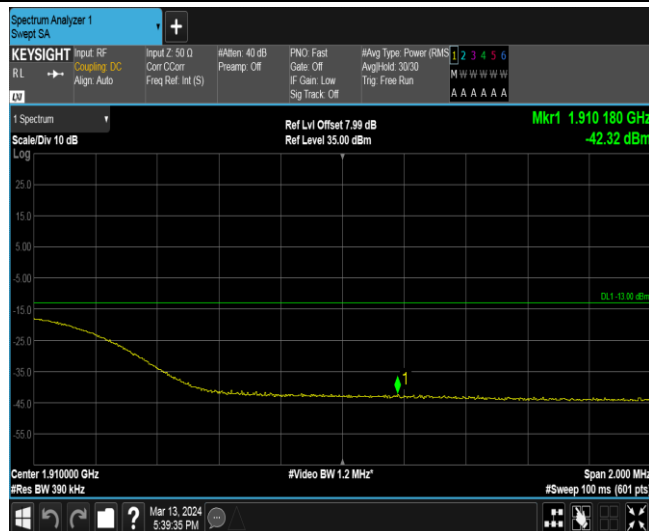 Spectrum Analyzer 1
Swept SA
KEYSIGHT
RL
Input: RF
Coupling: DC
Align: Auto
Input Z: 50 Ω
Corr CCorr
Freq Ref: Int (S)
#Atten: 40 dB
Preamp: Off
PNO: Fast
Gate: Off
IF Gain: Low
Sig Track: Off
#Avg Type: Power (RMS
Avg|Hold: 30/30
Trig: Free Run
1 2 3 4 5 6
M W W W W W
A A A A A A
LXI
1 Spectrum
Scale/Div 10 dB
Log
Ref Lvl Offset 7.99 dB
Ref Level 35.00 dBm
Mkr1 1.910 180 GHz
-42.32 dBm
25.0
15.0
5.00
-5.00
DL1 -13.00 dBm
-15.0
-25.0
-35.0
1
-45.0
-55.0
Center 1.910000 GHz
#Res BW 390 kHz
#Video BW 1.2 MHz*
Span 2.000 MHz
#Sweep 100 ms (601 pts)
?
Mar 13, 2024
5:39:35 PM